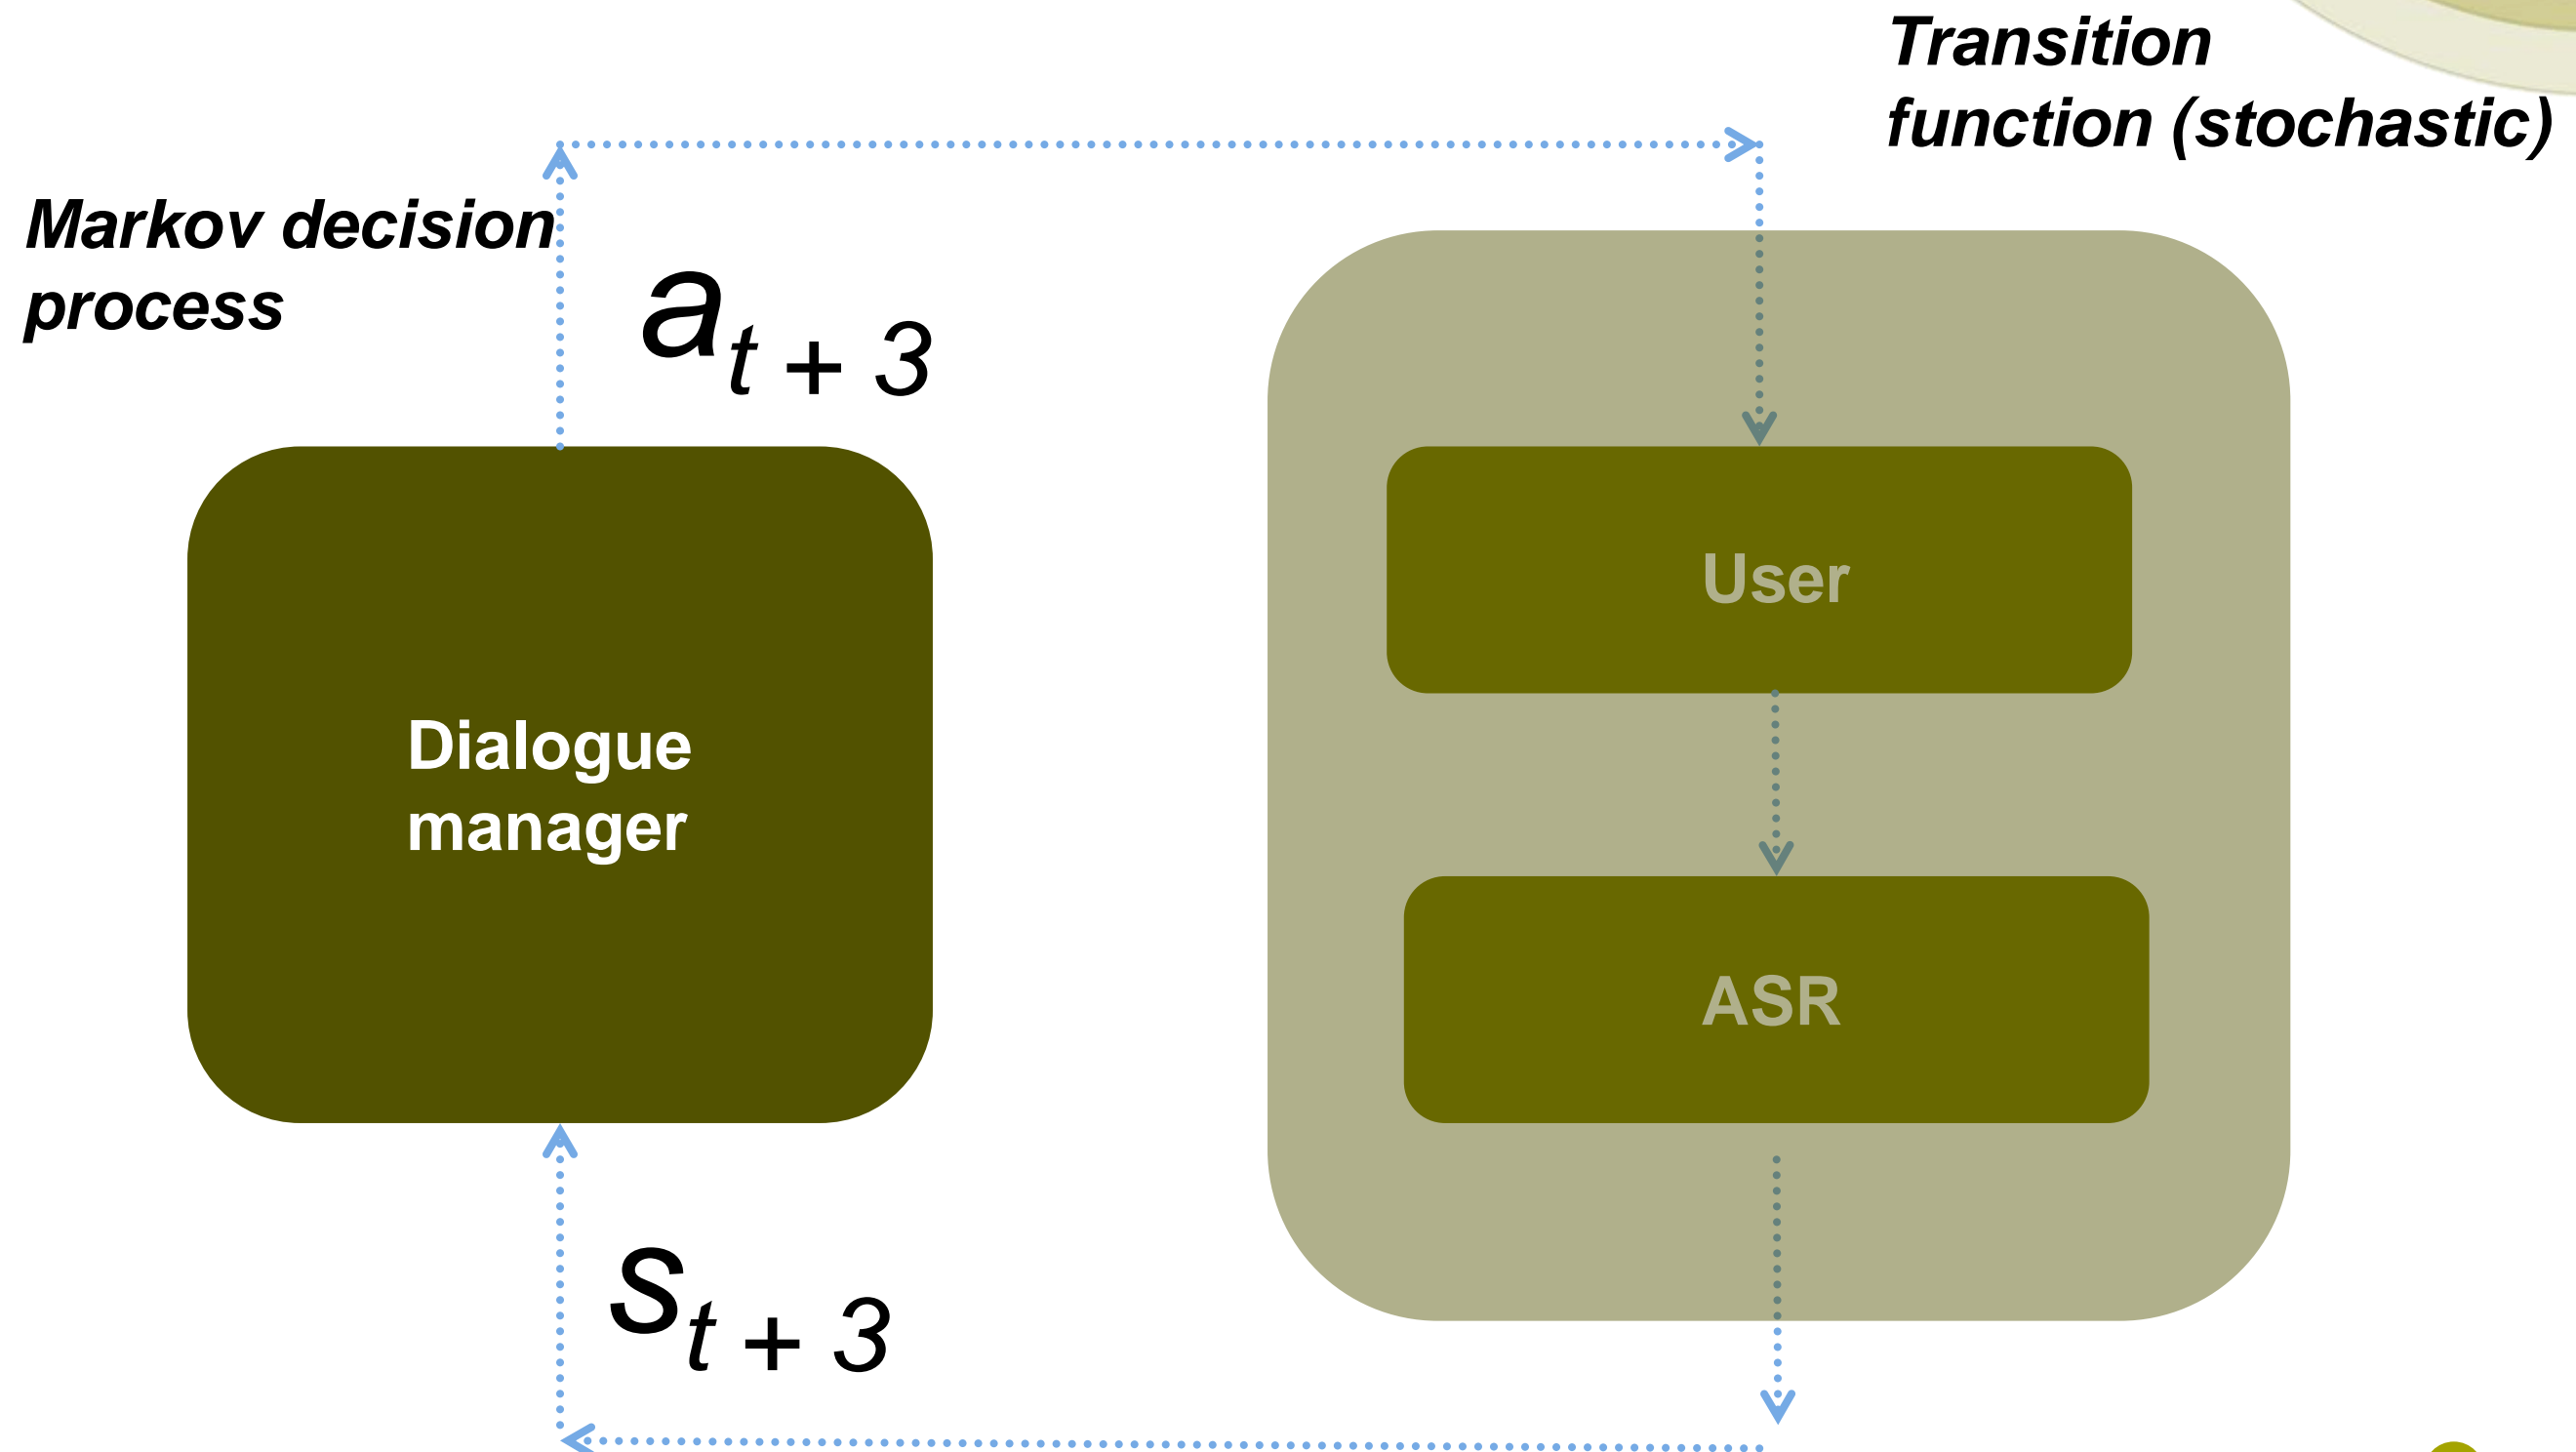 Transition
function (stochastic)
Markov decision
process
a t + 3
User
Dialogue
manager
ASR
s t + 3